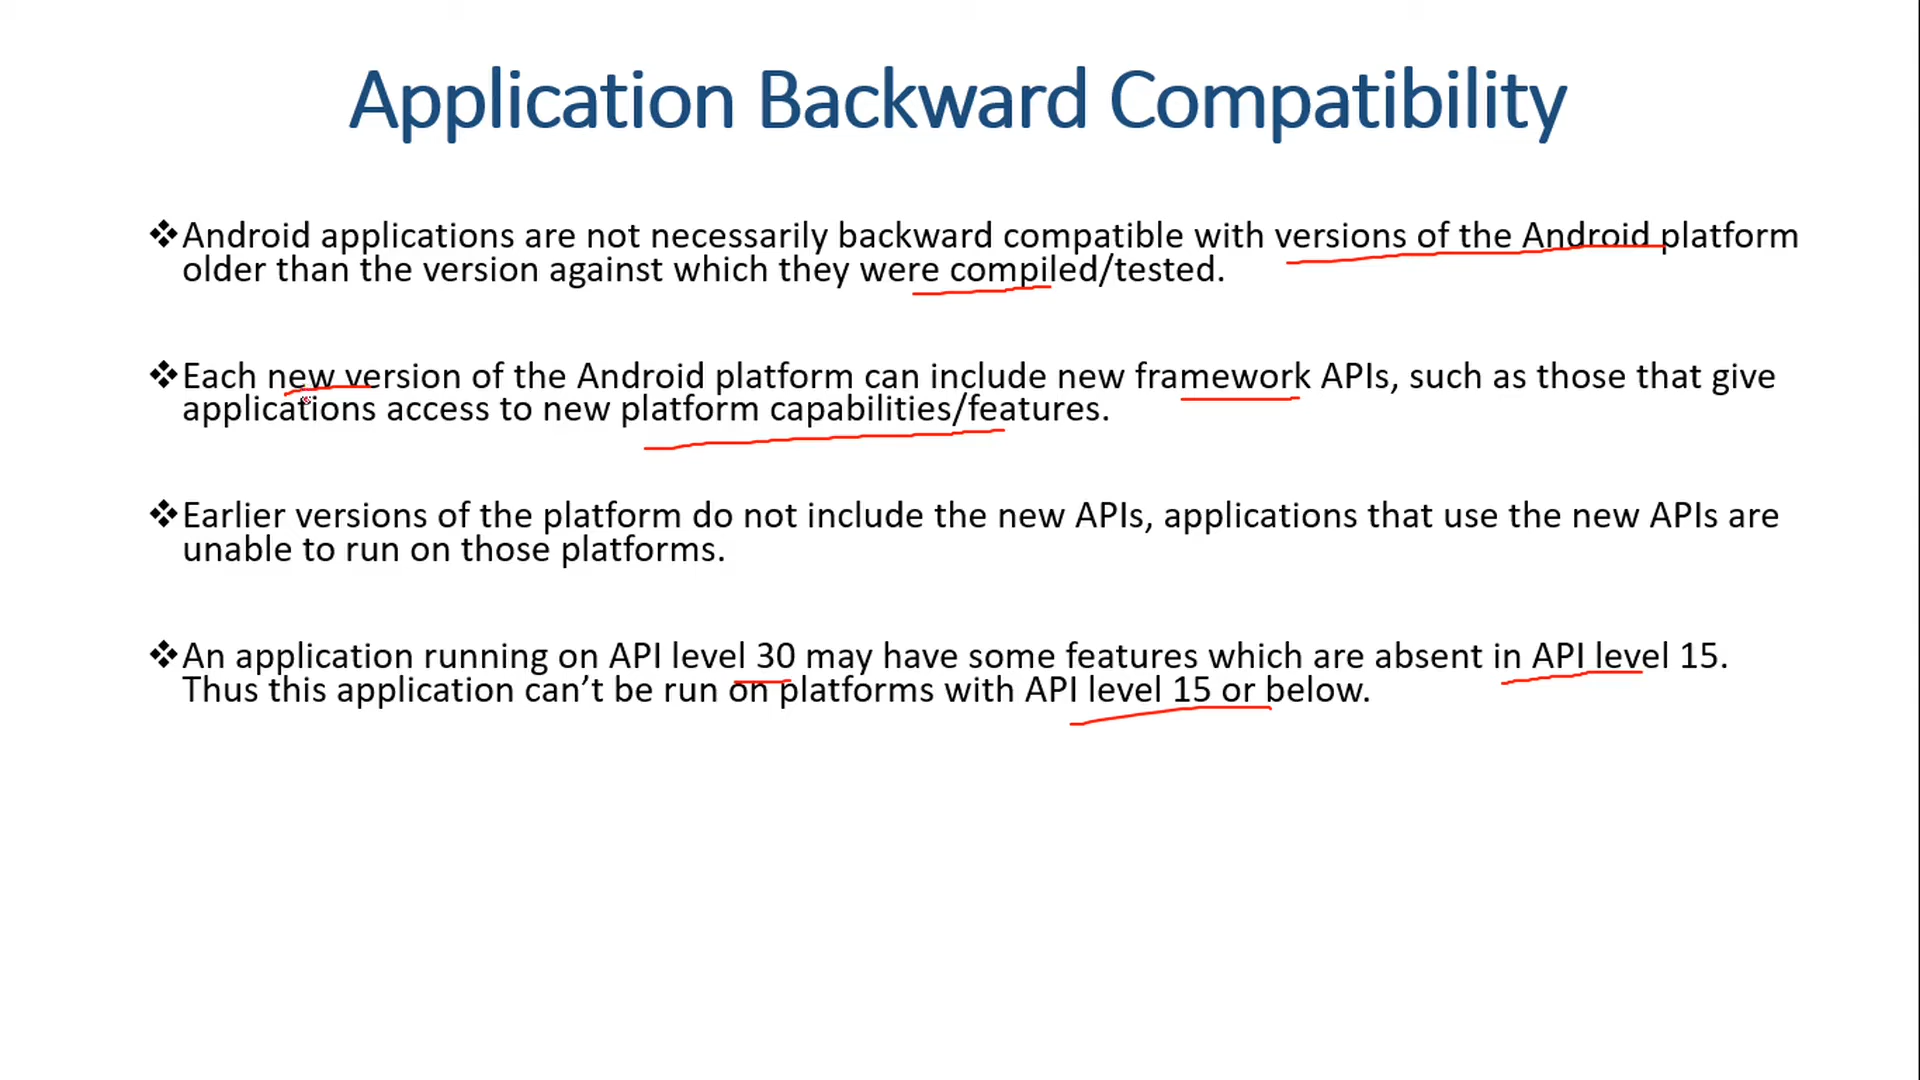 Application Backward Compatibility
❖Android applications are not necessarily backward compatible with versions of the Android platform
older than the version against which they were compiled/tested.
❖Each new version of the Android platform can include new framework APIs, such as those that give
applications access to new platform capabilities/features.
❖Earlier versions of the platform do not include the new APIs, applications that use the new APIs are
unable to run on those platforms.
❖An application running on API level 30 may have some features which are absent in API level 15.
Thus this application can’t be run on platforms with API level 15 or below.